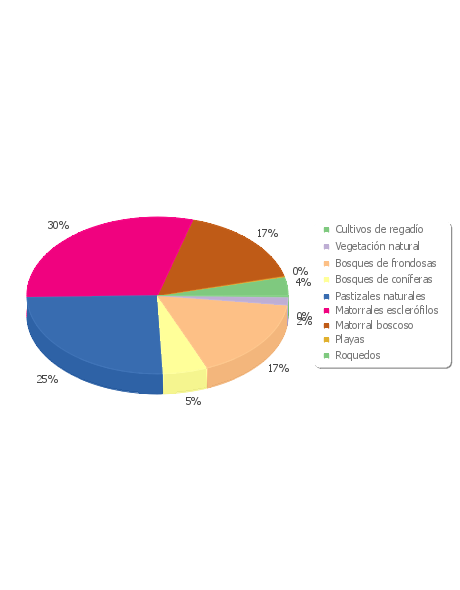 30%
17%
0%
4%
0%
2%
17%
5%
25%
Cultivos de regadío
Vegetación natural
Bosques de frondosas
Bosques de coníferas
Pastizales naturales
Matorrales esclerófilos
Matorral boscoso
Playas
Roquedos